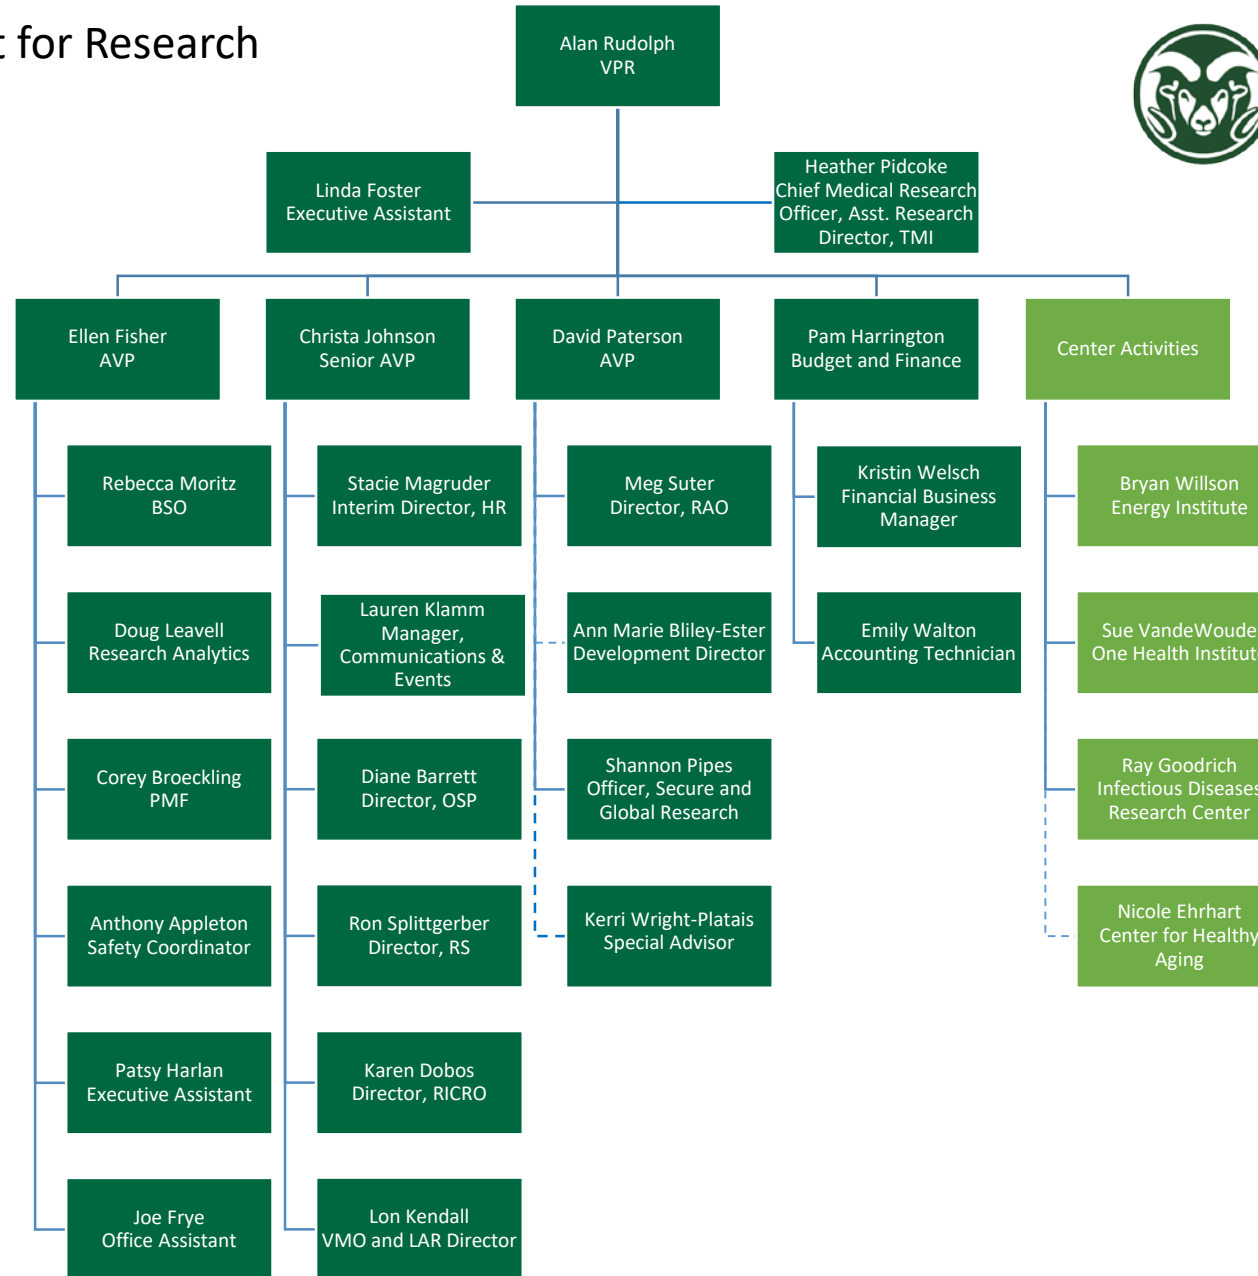 t for Research
Alan Rudolph
VPR
Linda Foster
Executive Assistant
Heather Pidcoke
Chief Medical Research
Officer, Asst. Research
Director, TMI
Ellen Fisher
AVP
Christa Johnson
Senior AVP
David Paterson
AVP
Pam Harrington
Budget and Finance
Center Activities
Rebecca Moritz
BSO
Stacie Magruder
Interim Director, HR
Meg Suter
Director, RAO
Kristin Welsch
Financial Business
Manager
Bryan Willson
Energy Institute
Doug Leavell
Research Analytics
Lauren Klamm
Manager,
Communications &
Events
Ann Marie Bliley-Ester
Development Director
Emily Walton
Accounting Technician
Sue VandeWoude
One Health Institut
Corey Broeckling
PMF
Diane Barrett
Director, OSP
Shannon Pipes
Officer, Secure and
Global Research
Ray Goodrich
Infectious Diseases
Research Center
Anthony Appleton
Safety Coordinator
Ron Splittgerber
Director, RS
Kerri Wright-Platais
Special Advisor
Nicole Ehrhart
Center for Healthy
Aging
Patsy Harlan
Executive Assistant
Karen Dobos
Director, RICRO
Joe Frye
Office Assistant
Lon Kendall
VMO and LAR Director